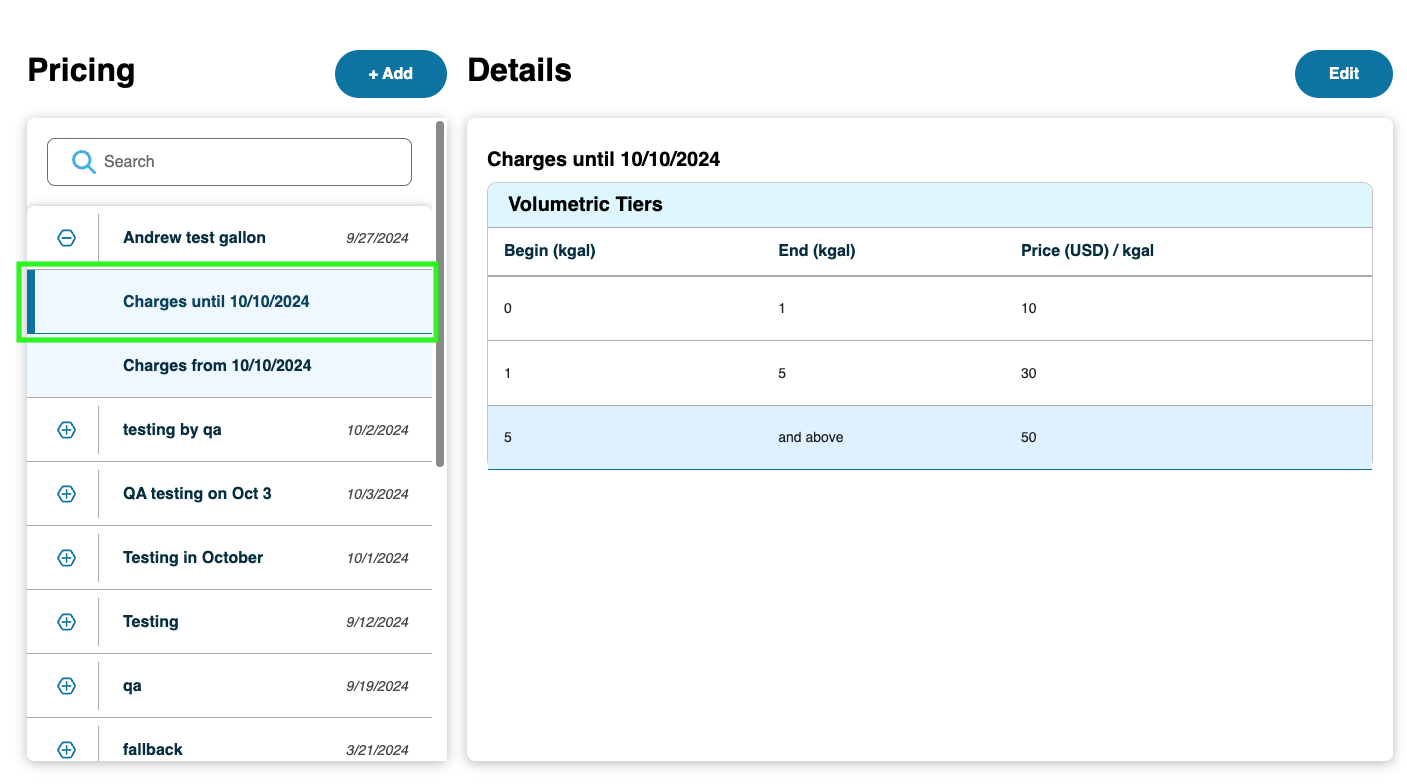 Pricing
+ Add
Search
Andrew test gallon 9/27/2024
Charges until 10/10/2024
Charges from 10/10/2024
testing by qa 10/2/2024
QA testing on Oct 3 10/3/2024
Testing in October 10/1/2024
Testing 9/12/2024
qa 9/19/2024
fallback 3/21/2024
Details
Edit
Charges until 10/10/2024
Volumetric Tiers
Begin (kgal) End (kgal) Price (USD) / kgal
0 1 10
1 5 30
5 and above 50